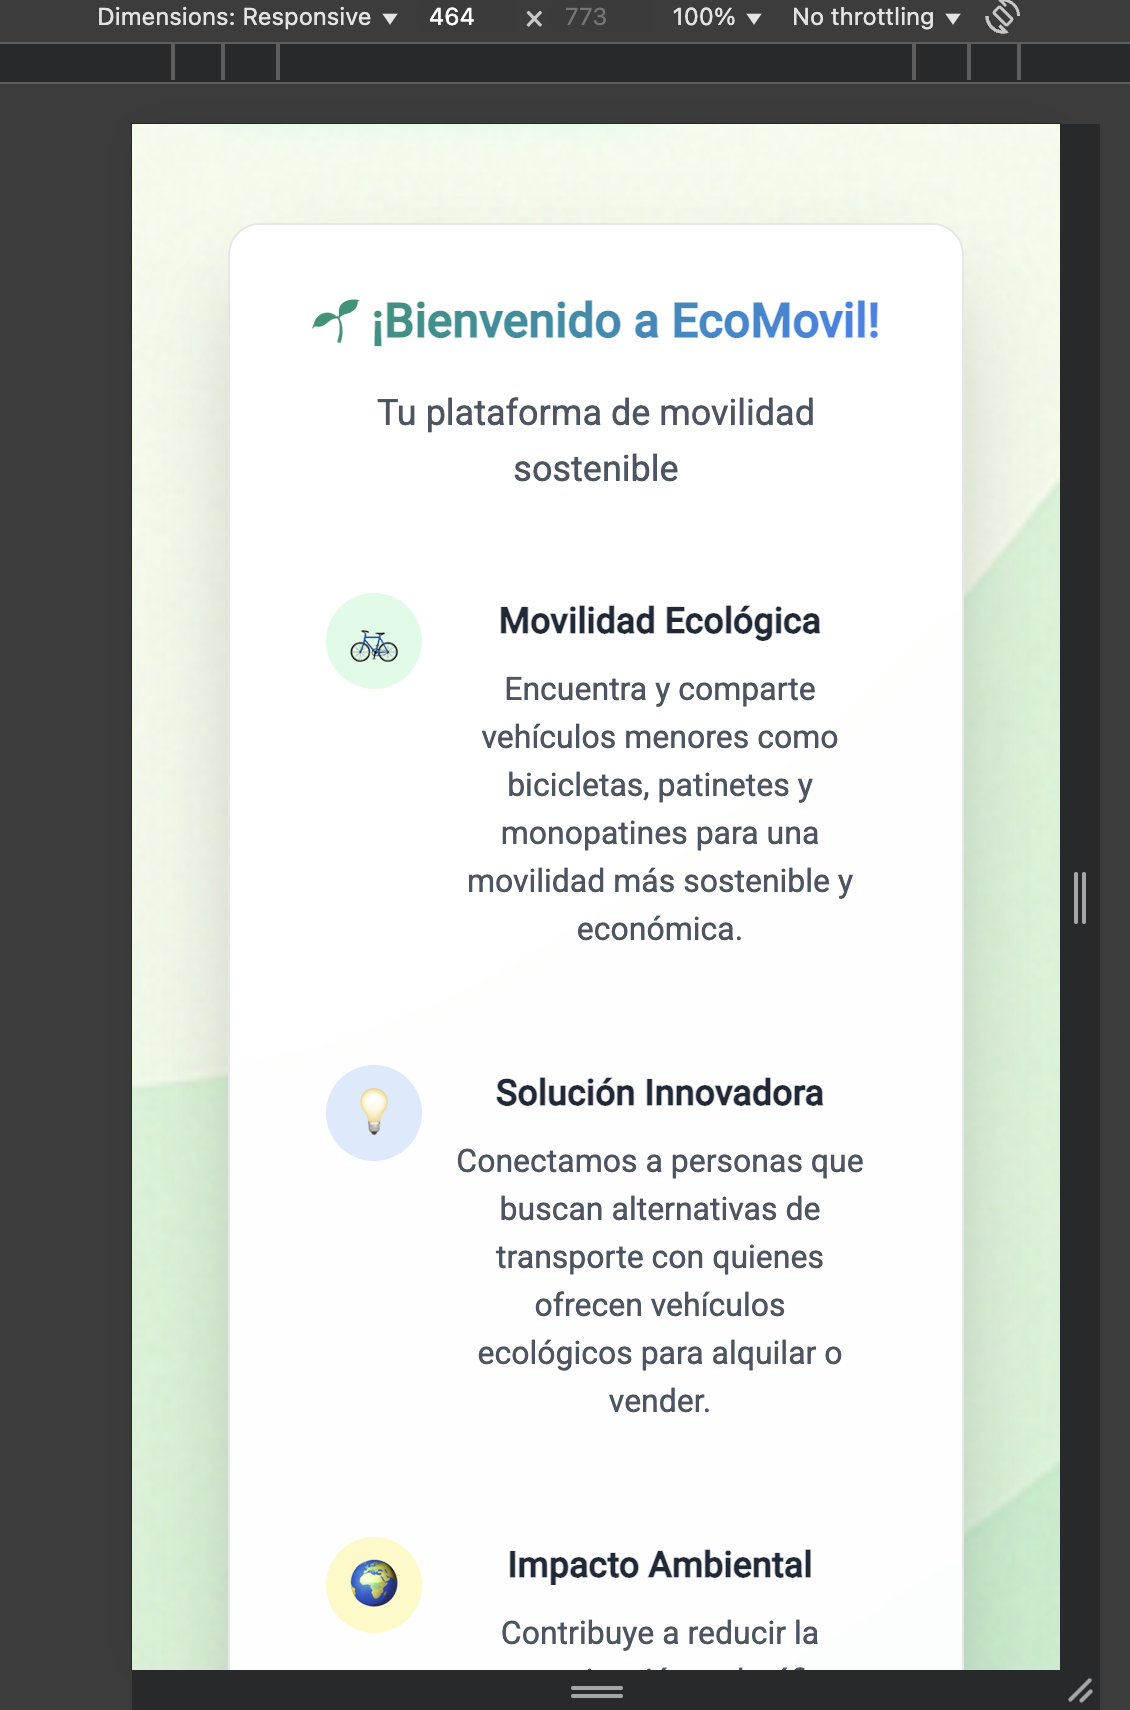 Dimensions: Responsive ▼ 464 × 773 100% ▼ No throttling ▼
¡Bienvenido a EcoMovil!
Tu plataforma de movilidad
sostenible
Movilidad Ecológica
Encuentra y comparte
vehículos menores como
bicicletas, patinetes y
monopatines para una
movilidad más sostenible y
económica.
Solución Innovadora
Conectamos a personas que
buscan alternativas de
transporte con quienes
ofrecen vehículos
ecológicos para alquilar o
vender.
Impacto Ambiental
Contribuye a reducir la